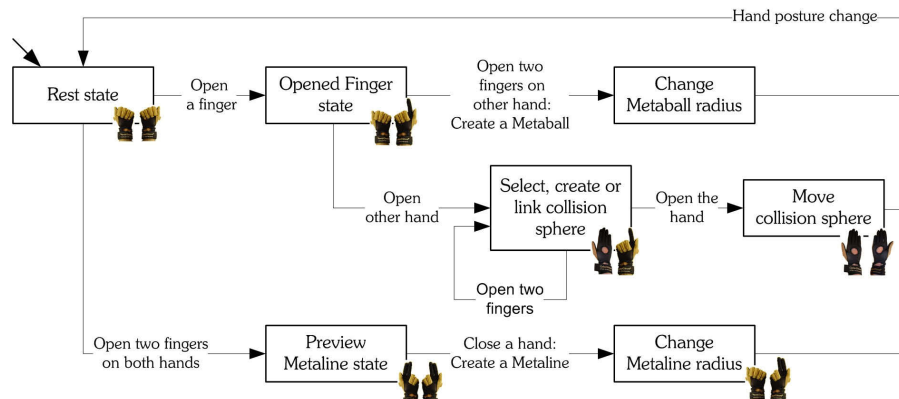 Hand posture change
Rest state
Open
a finger
Opened Finger
state
Open two
fingers on
other hand:
Create a Metaball
Change
Metaball radius
Open
other hand
Select, create or
link collision
sphere
Open the
hand
Move
collision sphere
Open two
fingers
Open two fingers
on both hands
Preview
Metaline state
Close a hand:
Create a Metaline
Change
Metaline radius